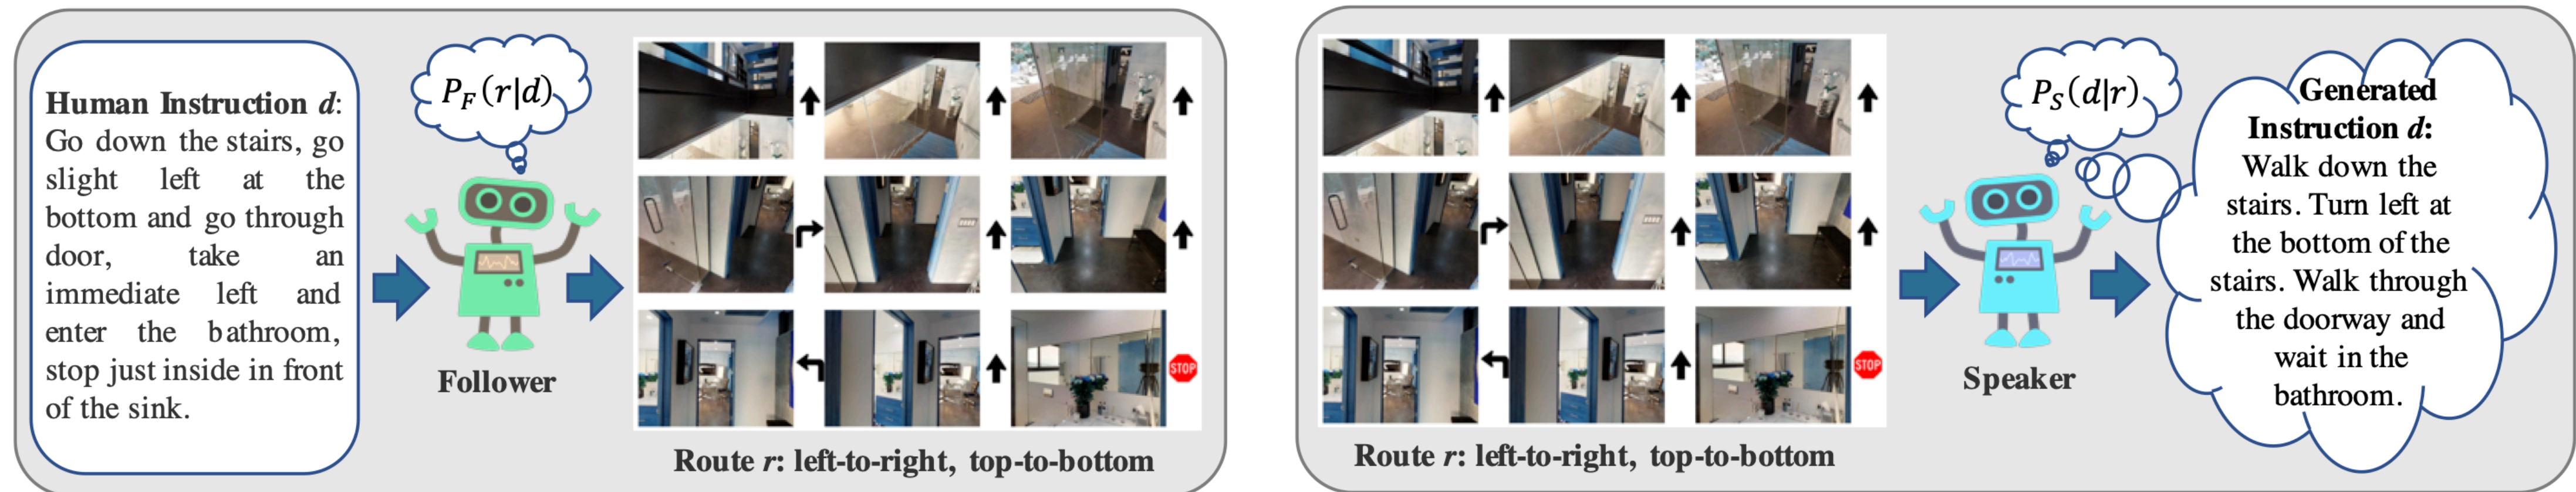 Human Instruction d:
Go down the stairs, go
slight left at the
bottom and go through
door, take an
immediate left and
enter the bathroom,
stop just inside in front
of the sink.
P_F(r|d)
Follower
STOP
Route r: left-to-right, top-to-bottom
STOP
Route r: left-to-right, top-to-bottom
P_S(d|r)
Speaker
Generated
Instruction d:
Walk down the
stairs. Turn left at
the bottom of the
stairs. Walk through
the doorway and
wait in the
bathroom.